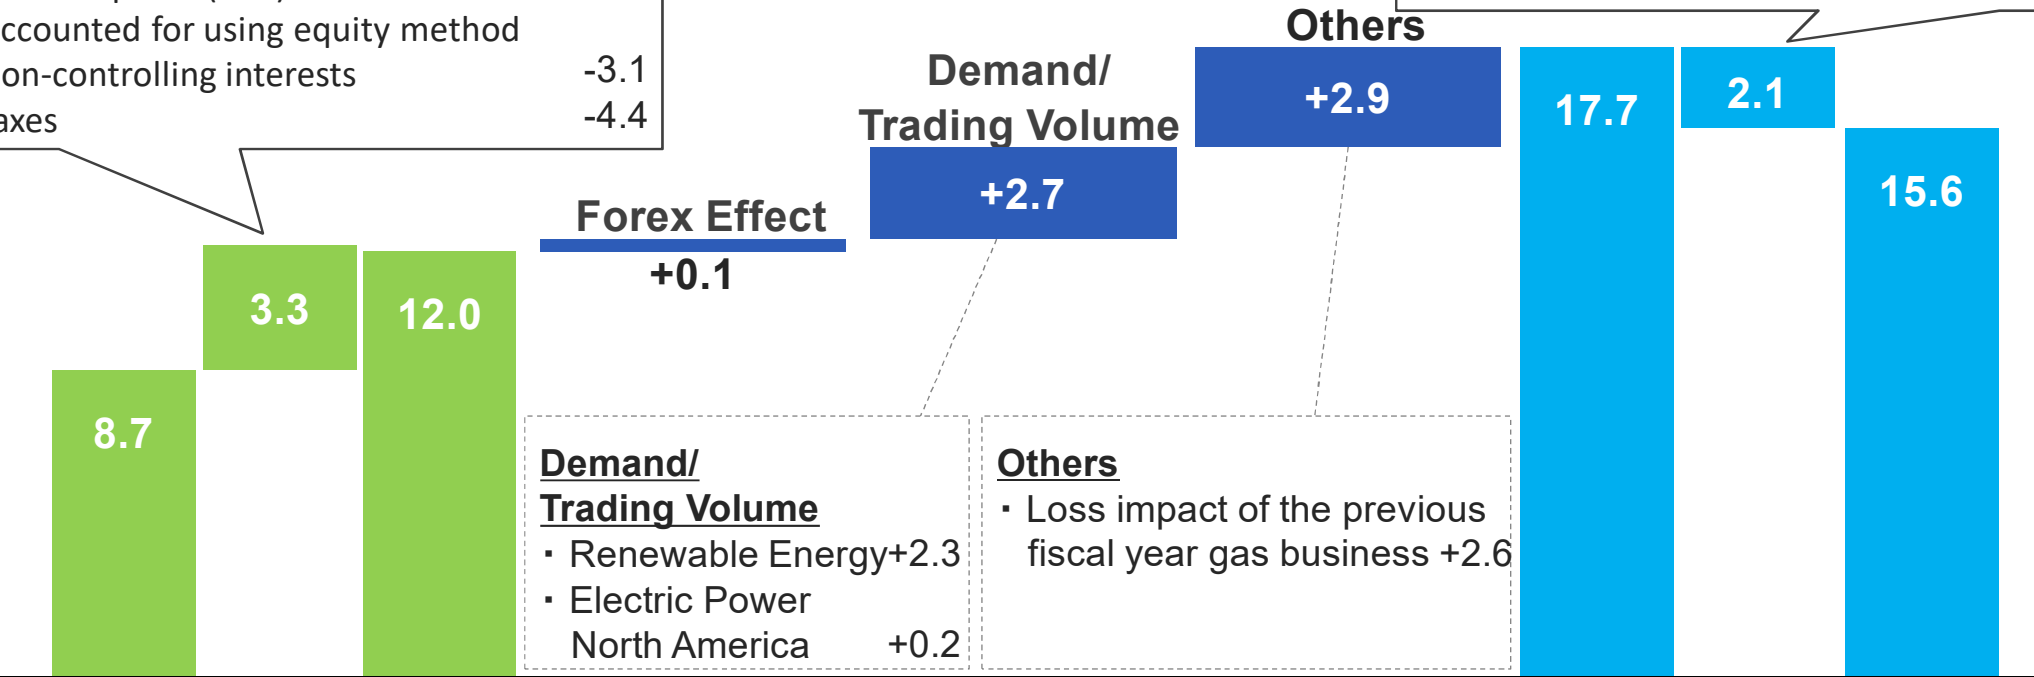 ccounted for using equity method
on-controlling interests -3.1
axes -4.4
Others
+2.9
Demand/
Trading Volume
+2.7
Forex Effect
+0.1
8.7
3.3
12.0
17.7
2.1
15.6
Demand/
Trading Volume
・Renewable Energy+2.3
・Electric Power
North America +0.2
Others
・Loss impact of the previous
fiscal year gas business +2.6